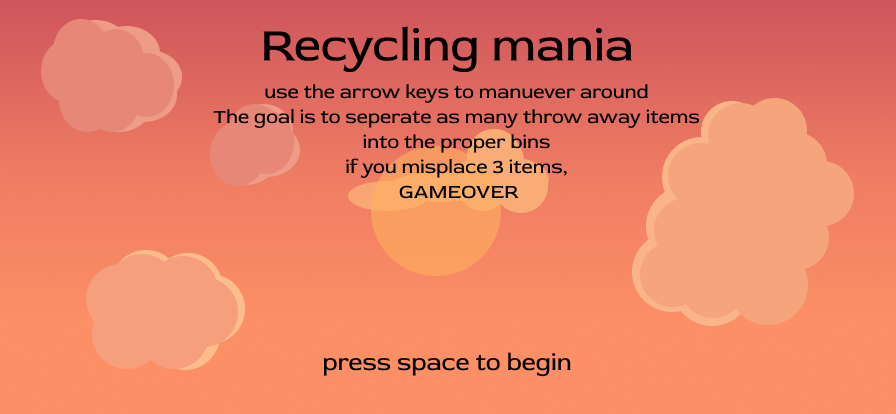 Recycling mania
use the arrow keys to manuever around
The goal is to seperate as many throw away items
into the proper bins
if you misplace 3 items,
GAMEOVER
press space to begin